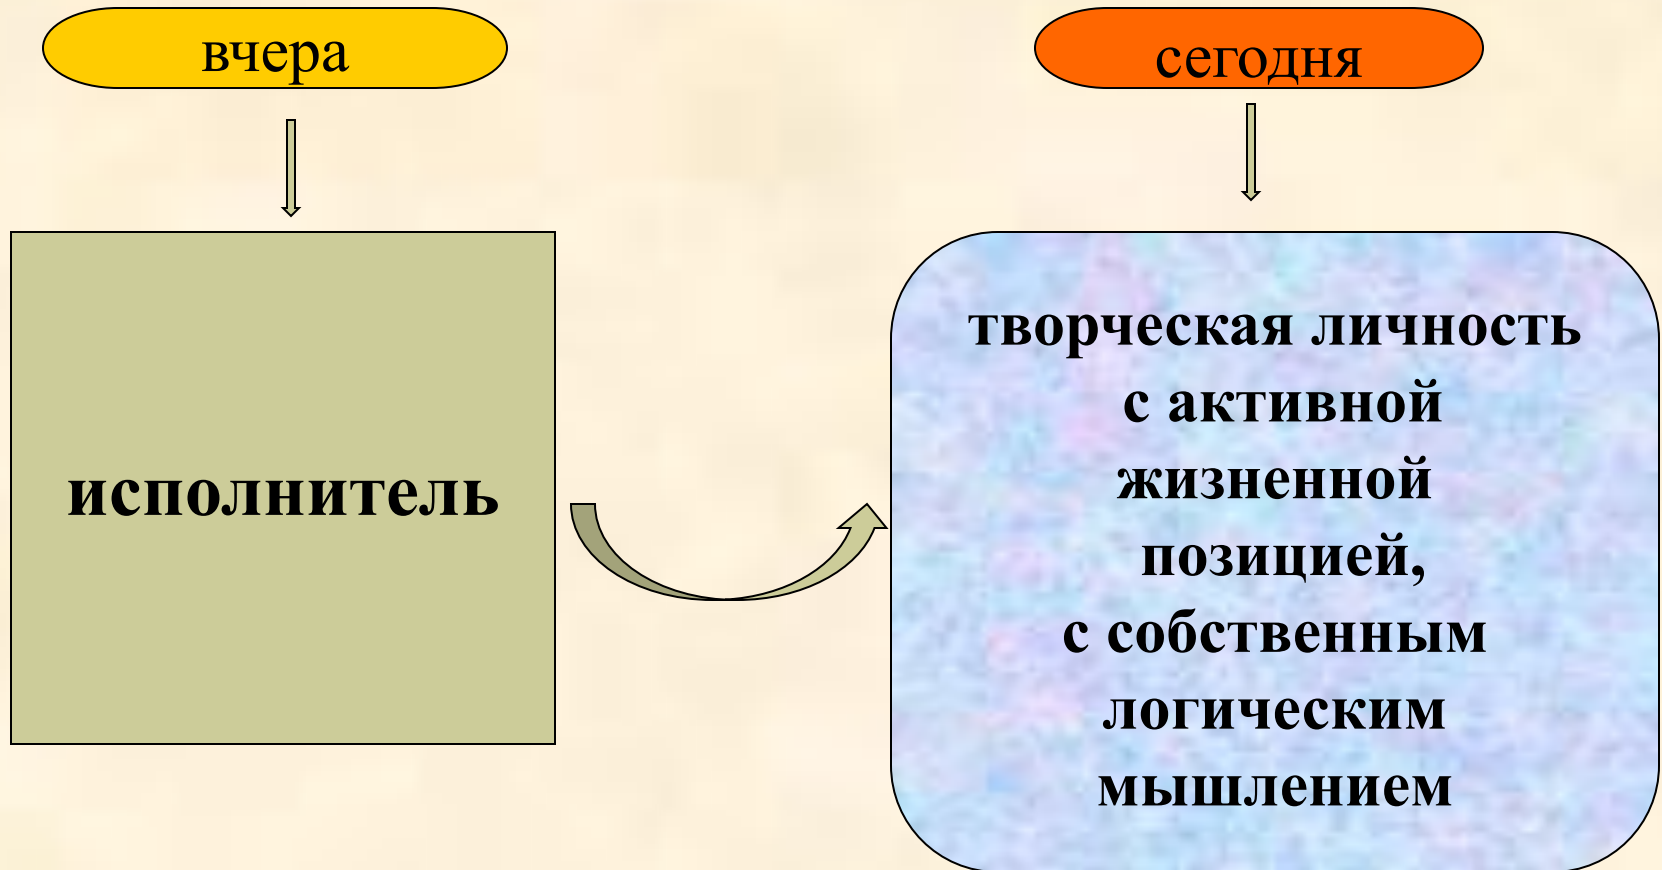 вчера
сегодня
исполнитель
творческая личность
с активной
жизненной
позицией,
с собственным
логическим
мышлением